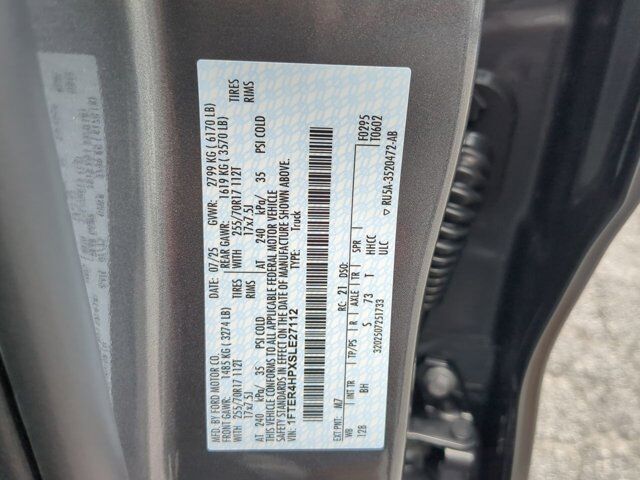 MFD. BY FORD MOTOR CO.
DATE: 07/25 GVWR: 2799 KG ( 6170 LB)
FRONT GAWR: 1485 KG ( 3274 LB) REAR GAWR: 1619 KG ( 3570 LB)
WITH 255/70R17 112T TIRES WITH 255/70R17 112T TIRES
17x7.5J RIMS 17x7.5J RIMS
AT 240 kPa/ 35 PSI COLD AT 240 kPa/ 35 PSI COLD
THIS VEHICLE CONFORMS TO ALL APPLICABLE FEDERAL MOTOR VEHICLE
SAFETY STANDARDS IN EFFECT ON THE DATE OF MANUFACTURE SHOWN ABOVE.
VIN: 1FTER4HPXSLE27112
TYPE: Truck
F0295
T0602
EXT PNT: M7 RC: 21 DSO:
WB INT TR TP/PS R AXLE TR SPR
128 BH S 73 T HHCC
ULC
3202507251733 ▽ RU5A-3520472-AB